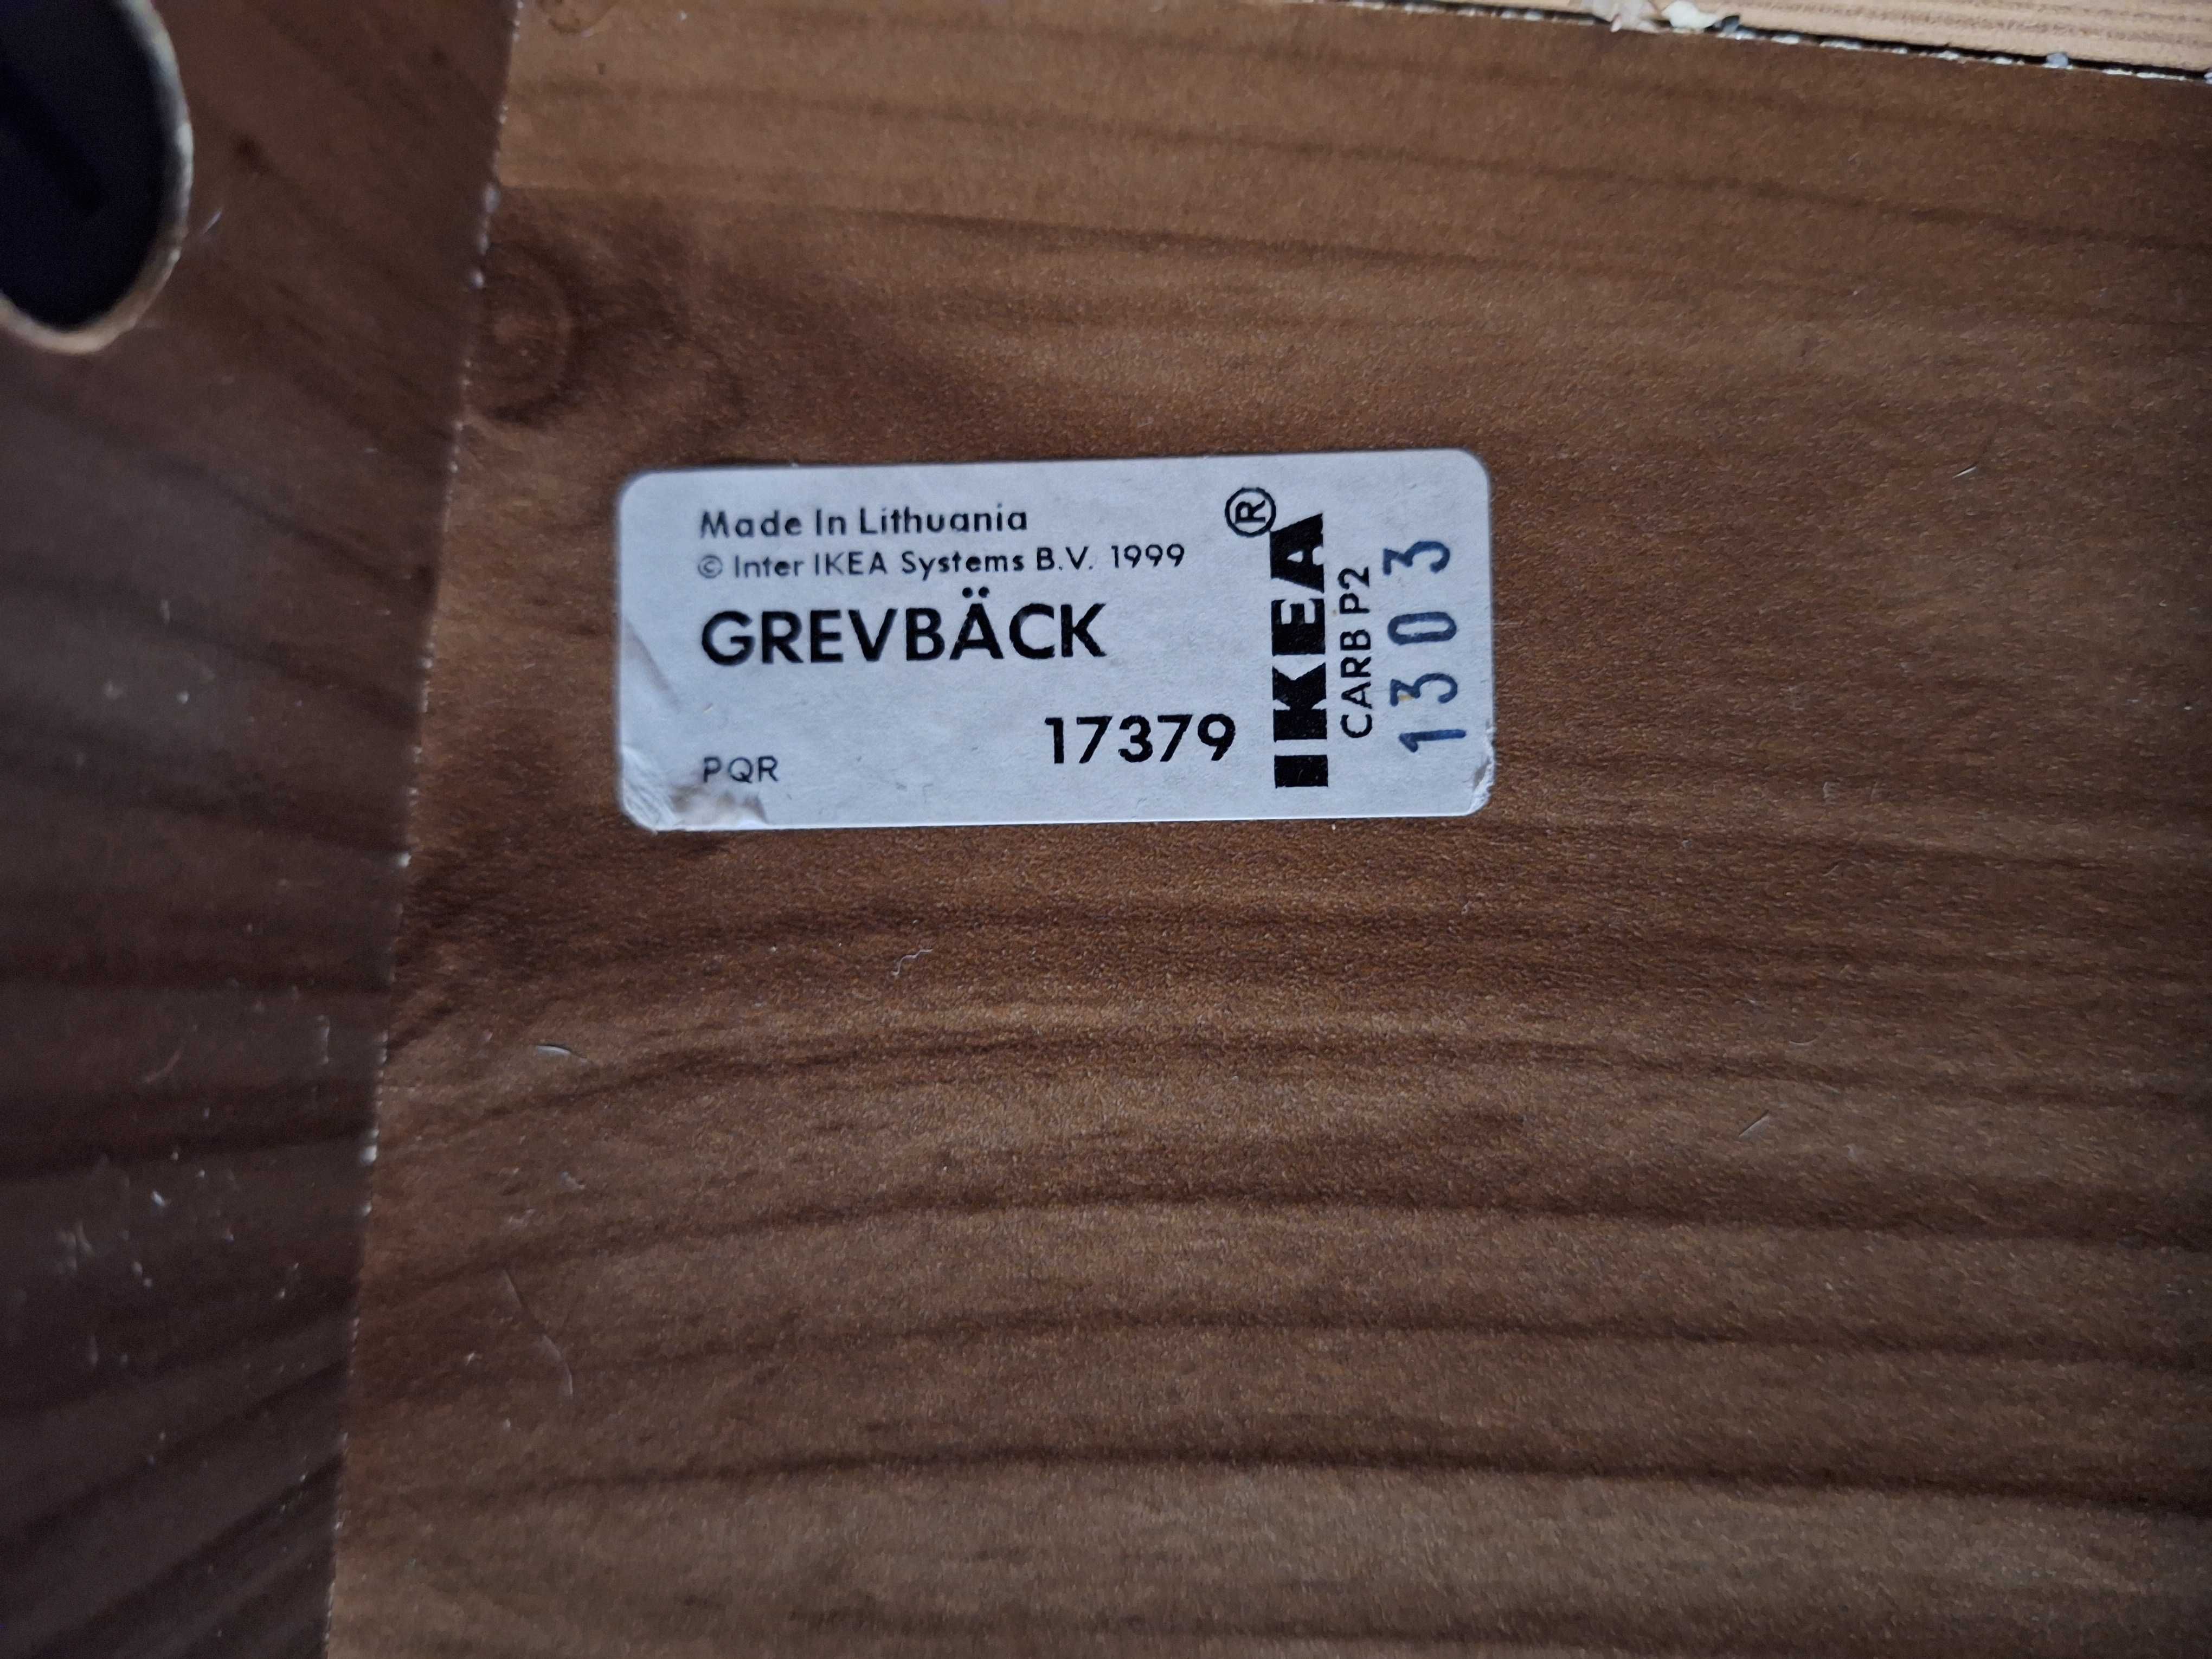 Made In Lithuania
© Inter IKEA Systems B.V. 1999
GREVBÄCK
17379
PQR
IKEA®
CARB P2
1303